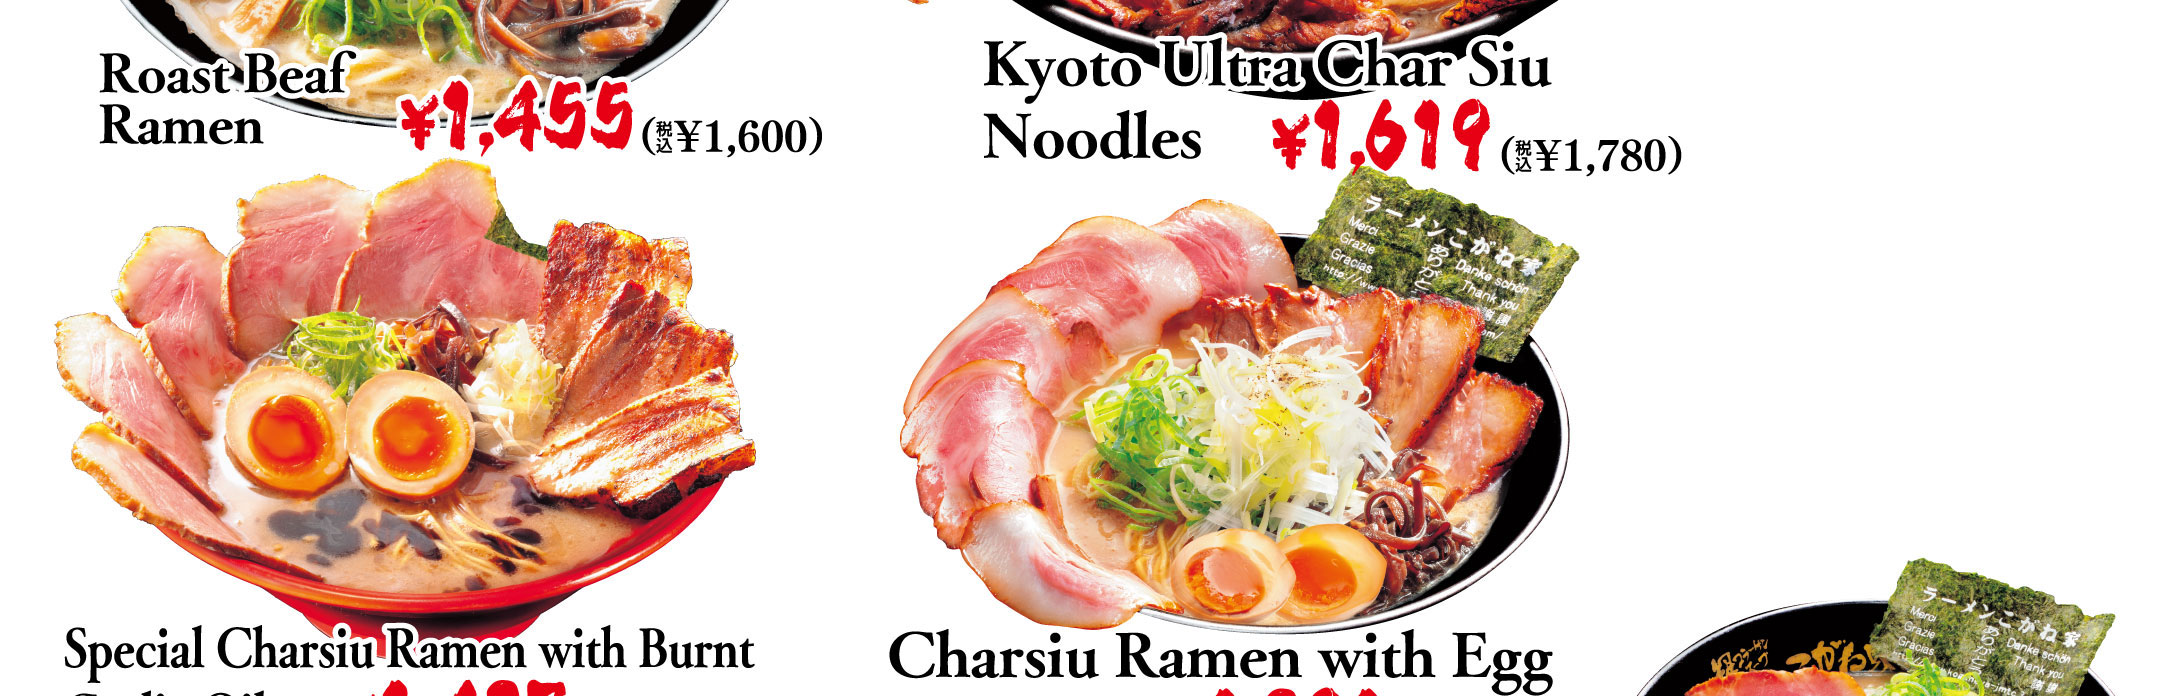 Roast Beaf
Ramen
¥1,455 (税込¥1,600)
Kyoto Ultra Char Siu
Noodles
¥1,619 (税込¥1,780)
ラーメンこがね家
Merci
Grazie
Gracias
Danke schön
Thank you
Special Charsiu Ramen with Burnt
Charsiu Ramen with Egg
ラーメンこがね家
Merci
Grazie
Gracias
Danke schön
Thank you